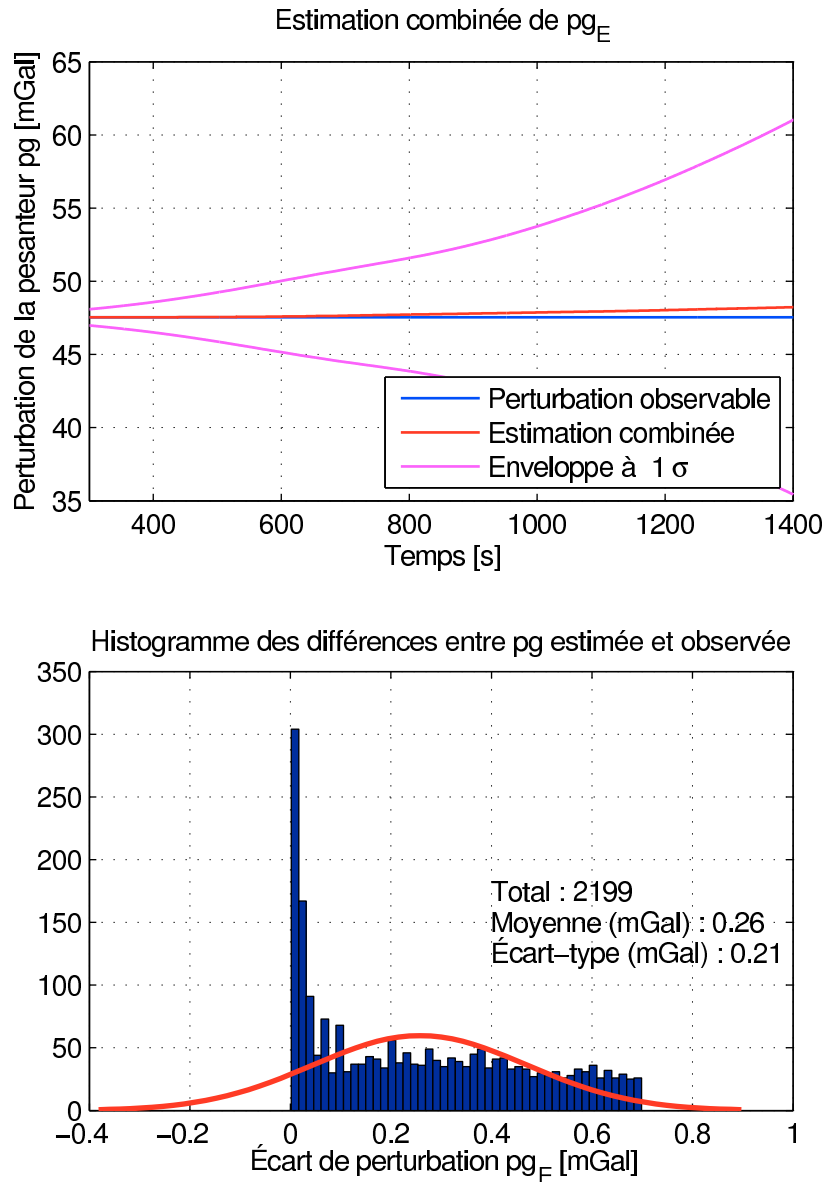 Estimation combinée de pg_E
Perturbation de la pesanteur pg [mGal]
65
60
55
50
45
40
35
Perturbation observable
Estimation combinée
Enveloppe à 1 σ
400
600
800
1000
1200
1400
Temps [s]
Histogramme des différences entre pg estimée et observée
350
300
250
200
150
100
50
0
Total : 2199
Moyenne (mGal) : 0.26
Écart−type (mGal) : 0.21
−0.4
−0.2
0
0.2
0.4
0.6
0.8
1
Écart de perturbation pg_E [mGal]